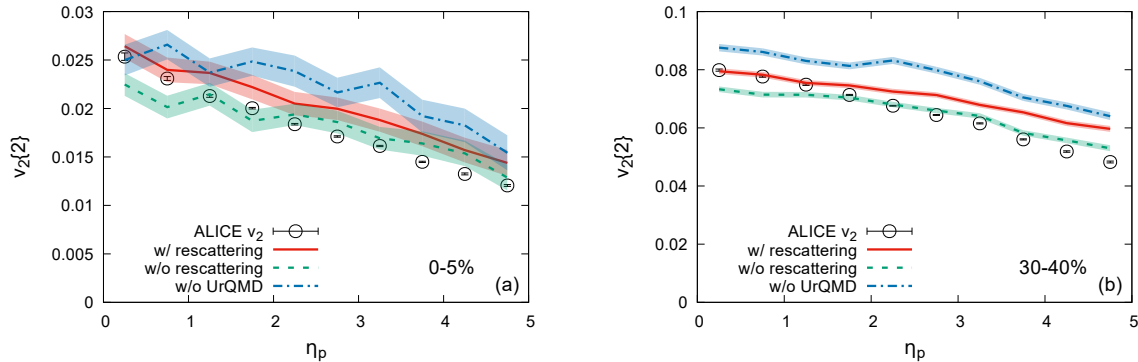 v2{2}
0.03
0.025
0.02
0.015
0.01
0.005
0
0 1 2 3 4 5
ηp
ALICE v2
w/ rescattering
w/o rescattering
w/o UrQMD
0-5%
(a)
v2{2}
0.1
0.08
0.06
0.04
0.02
0
0 1 2 3 4 5
ηp
ALICE v2
w/ rescattering
w/o rescattering
w/o UrQMD
30-40%
(b)